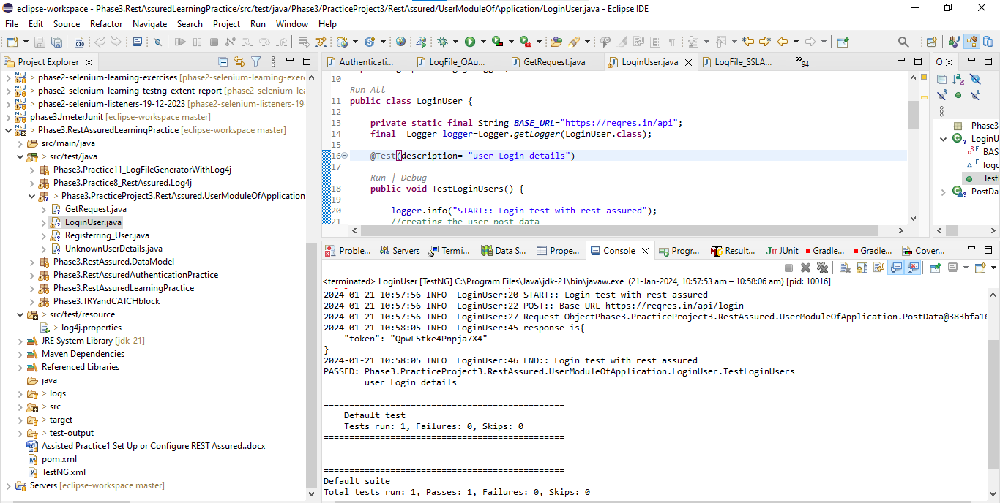 eclipse-workspace - Phase3.RestAssuredLearningPractice/src/test/java/Phase3/PracticeProject3/RestAssured/UserModuleOfApplication/LoginUser.java - Eclipse IDE
File Edit Source Refactor Navigate Search Project Run Window Help
Project Explorer
phase2-selenium-learning-exercises [phase2-selenium-learning-exerc
phase2-selenium-learning-testng-extent-report [phase2-selenium-lea
phase2-selenium-listeners-19-12-2023 [phase2-selenium-listeners-19-
phase3.JmeterJunit [eclipse-workspace master]
> Phase3.RestAssuredLearningPractice [eclipse-workspace master]
> src/main/java
> src/test/java
Phase3.Practice11_LogFileGeneratorWithLog4j
Phase3.Practice8_RestAssured.Log4j
> Phase3.PracticeProject3.RestAssured.UserModuleOfApplication
> GetRequest.java
LoginUser.java
Registerring_User.java
UnknownUserDetails.java
Phase3.RestAssured.DataModel
Phase3.RestAssuredAuthenticationPractice
Phase3.RestAssuredLearningPractice
Phase3.TRYandCATCHblock
> src/test/resource
> log4j.properties
JRE System Library [jdk-21]
Maven Dependencies
Referenced Libraries
java
> logs
> src
> target
> test-output
Assisted Practice1 Set Up or Configure REST Assured..docx
pom.xml
TestNG.xml
Servers [eclipse-workspace master]
Authenticati... LogFile_OAu... GetRequest.java LoginUser.java LogFile_SSLA... »94
10
Run All
11 public class LoginUser {
12
13 private static final String BASE_URL="https://reqres.in/api";
14 final Logger logger=Logger.getLogger(LoginUser.class);
15
16 @Test(description= "user Login details")
17
Run | Debug
18 public void TestLoginUsers() {
19
20 logger.info("START:: Login test with rest assured");
21 //creating the user post data
O
Phase3
LoginU
BAS
logg
TestL
PostDa
Proble... Servers Termi... Data S... Prope... Console Progr... Result... JUnit Gradle... Gradle... Cover...
<terminated> LoginUser [TestNG] C:\Program Files\Java\jdk-21\bin\javaw.exe (21-Jan-2024, 10:57:53 am – 10:58:06 am) [pid: 10016]
2024-01-21 10:57:56 INFO LoginUser:20 START:: Login test with rest assured
2024-01-21 10:57:56 INFO LoginUser:22 POST:: Base URL https://reqres.in/api/login
2024-01-21 10:57:56 INFO LoginUser:27 Request ObjectPhase3.PracticeProject3.RestAssured.UserModuleOfApplication.PostData@383bfa16
2024-01-21 10:58:05 INFO LoginUser:45 response is{
"token": "QpwL5tke4Pnpja7X4"
}
2024-01-21 10:58:05 INFO LoginUser:46 END:: Login test with rest assured
PASSED: Phase3.PracticeProject3.RestAssured.UserModuleOfApplication.LoginUser.TestLoginUsers
user Login details
===============================================
Default test
Tests run: 1, Failures: 0, Skips: 0
===============================================
===============================================
Default suite
Total tests run: 1, Passes: 1, Failures: 0, Skips: 0